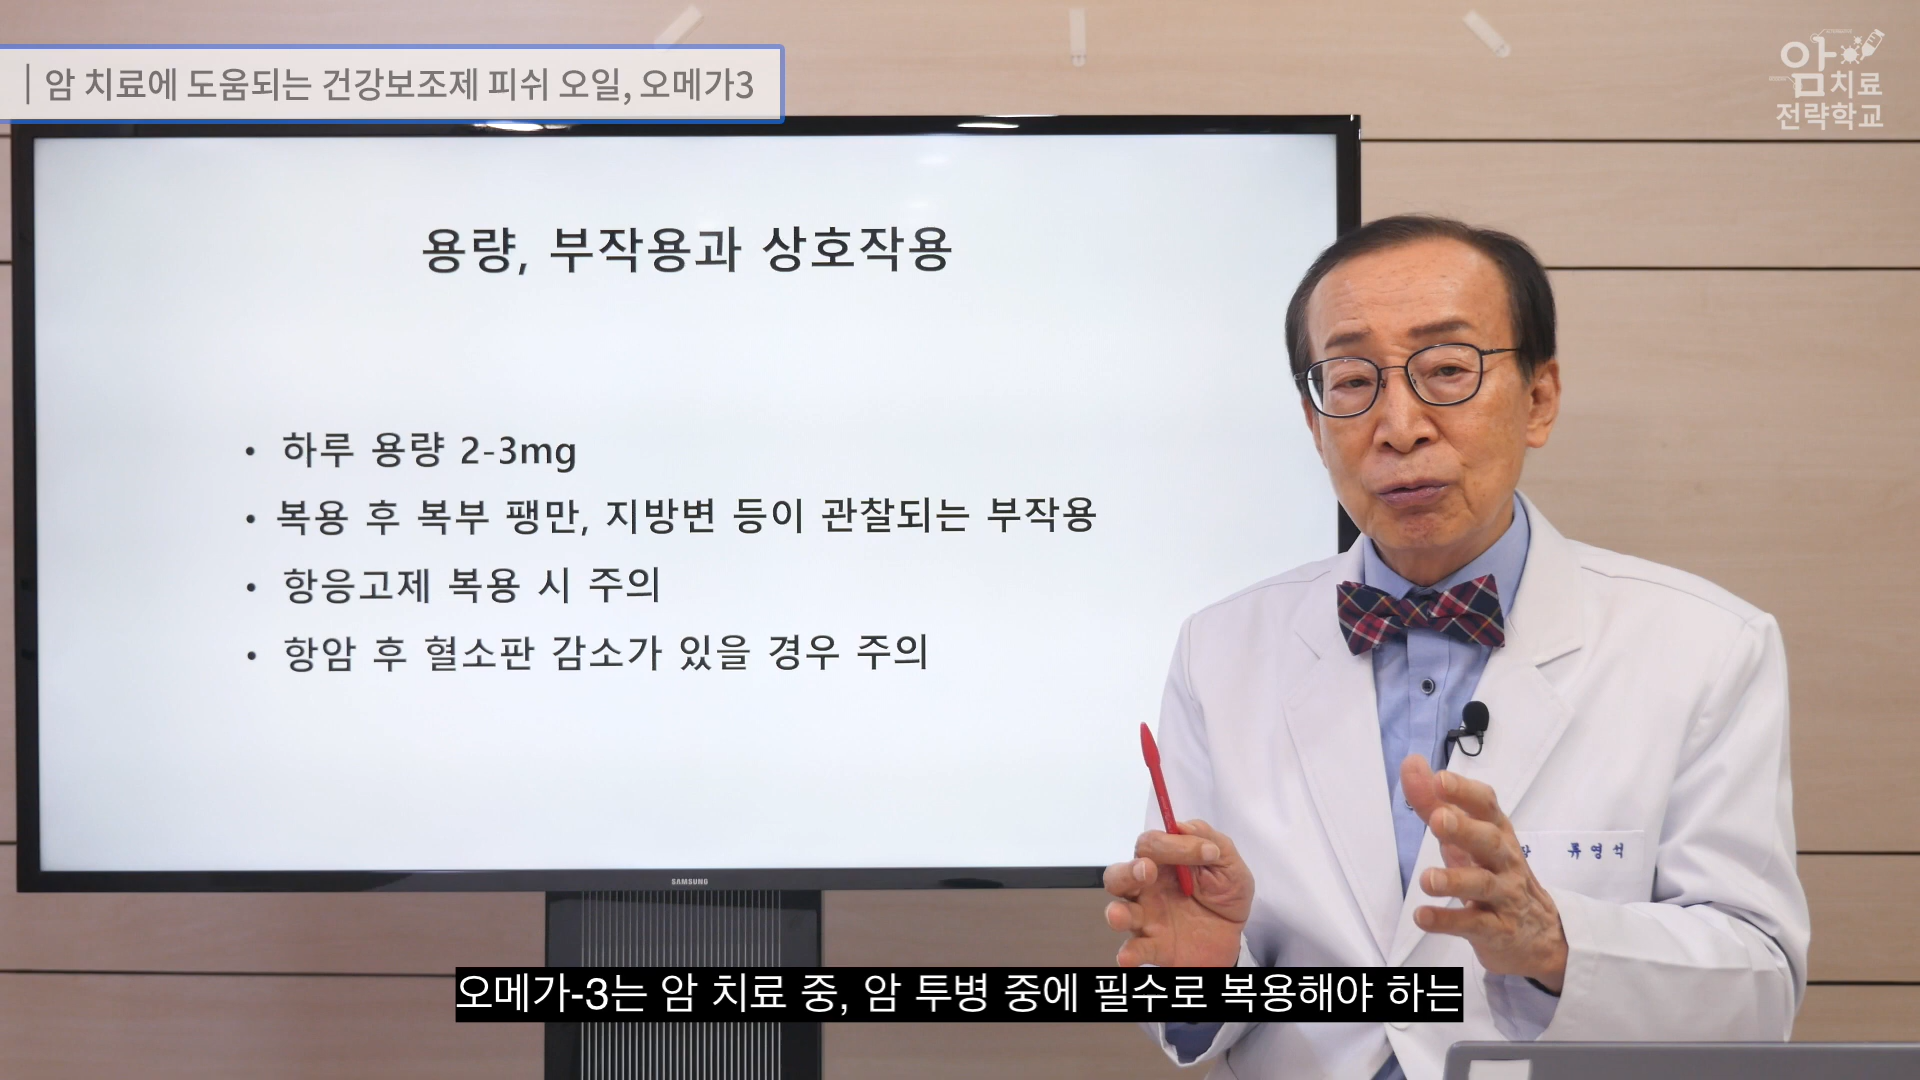 | 암 치료에 도움되는 건강보조제 피쉬 오일, 오메가3
암치료
전략학교
용량, 부작용과 상호작용
• 하루 용량 2-3mg
• 복용 후 복부 팽만, 지방변 등이 관찰되는 부작용
• 항응고제 복용 시 주의
• 항암 후 혈소판 감소가 있을 경우 주의
SAMSUNG
류영석
오메가-3는 암 치료 중, 암 투병 중에 필수로 복용해야 하는